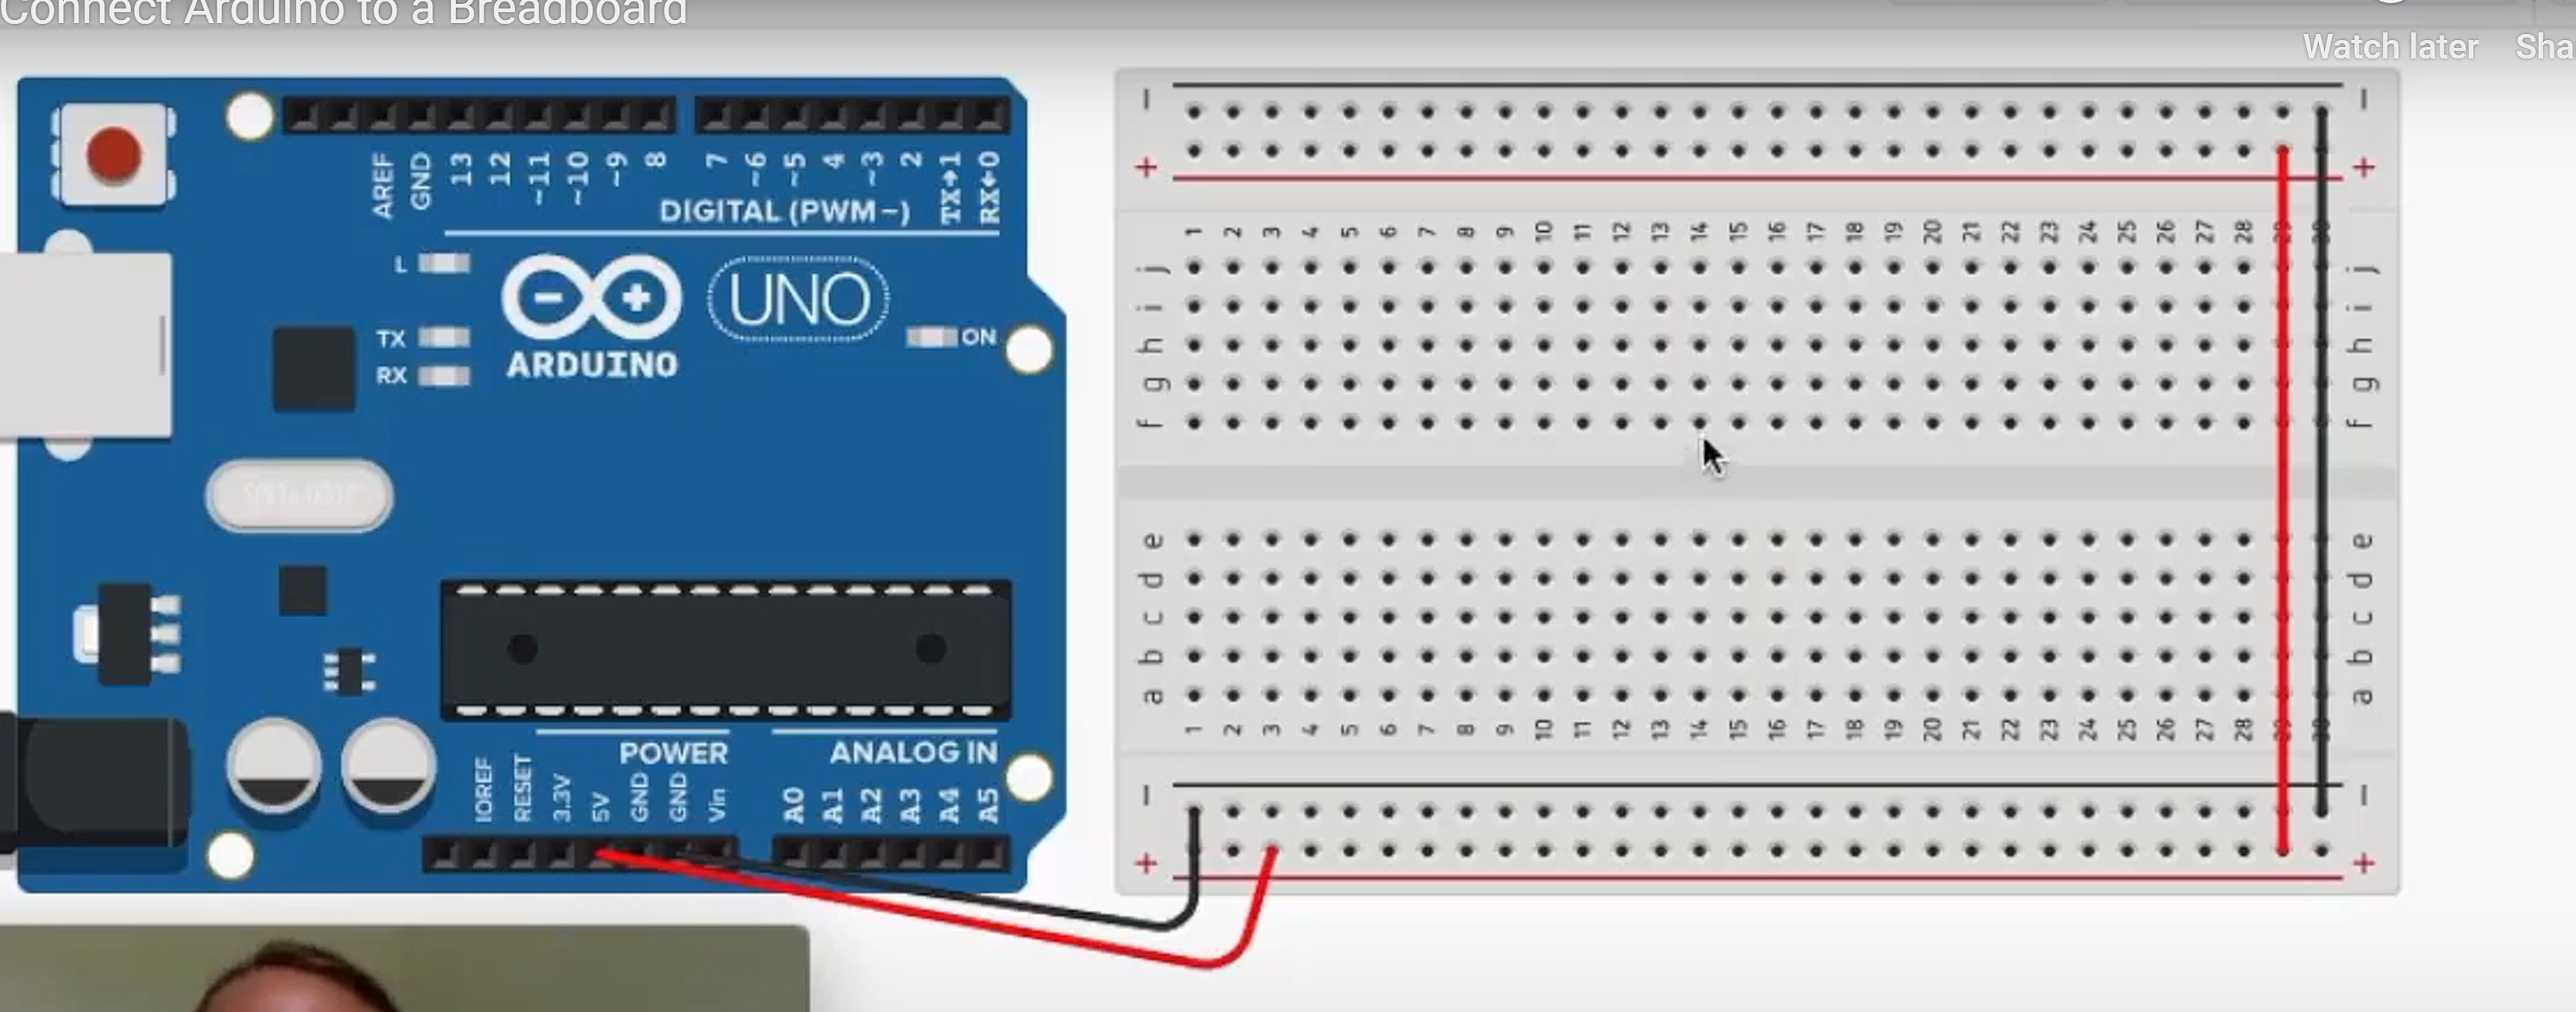 Connect Arduino to a Breadboard
Watch later Sha
AREF GND 13 12 ~11 ~10 ~9 8 7 ~6 ~5 4 ~3 2 TX→1 RX←0
DIGITAL (PWM~)
L
TX
RX
ARDUINO
UNO
ON
POWER
ANALOG IN
IOREF RESET 3.3V 5V GND GND Vin A0 A1 A2 A3 A4 A5
− −
+ +
1 2 3 4 5 6 7 8 9 10 11 12 13 14 15 16 17 18 19 20 21 22 23 24 25 26 27 28 29 30
j j
i i
h h
g g
f f
e e
d d
c c
b b
a a
1 2 3 4 5 6 7 8 9 10 11 12 13 14 15 16 17 18 19 20 21 22 23 24 25 26 27 28 29 30
− −
+ +